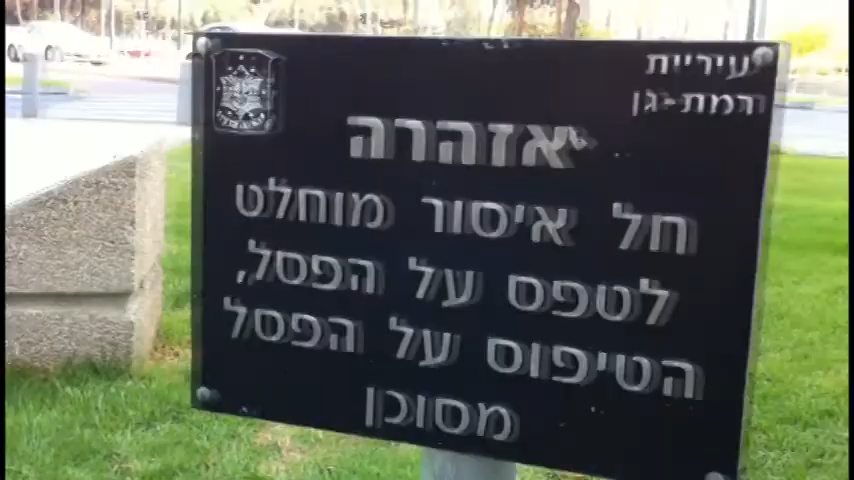 עיריית
רמת-גן
אזהרה
חל איסור מוחלט
לטפס על הפסל,
הטיפוס על הפסל
מסוכן